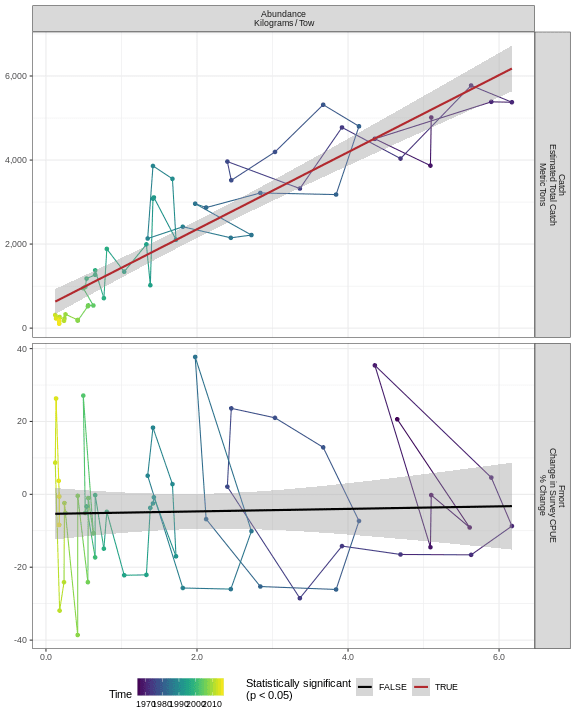 Abundance
Kilograms/Tow
6,000
4,000
2,000
0
Catch
Estimated Total Catch
Metric Tons
40
20
0
-20
-40
Fmort
Change in Survey CPUE
% Change
0.0 2.0 4.0 6.0
Time
1970 1980 1990 2000 2010
Statistically significant
(p < 0.05)
FALSE TRUE